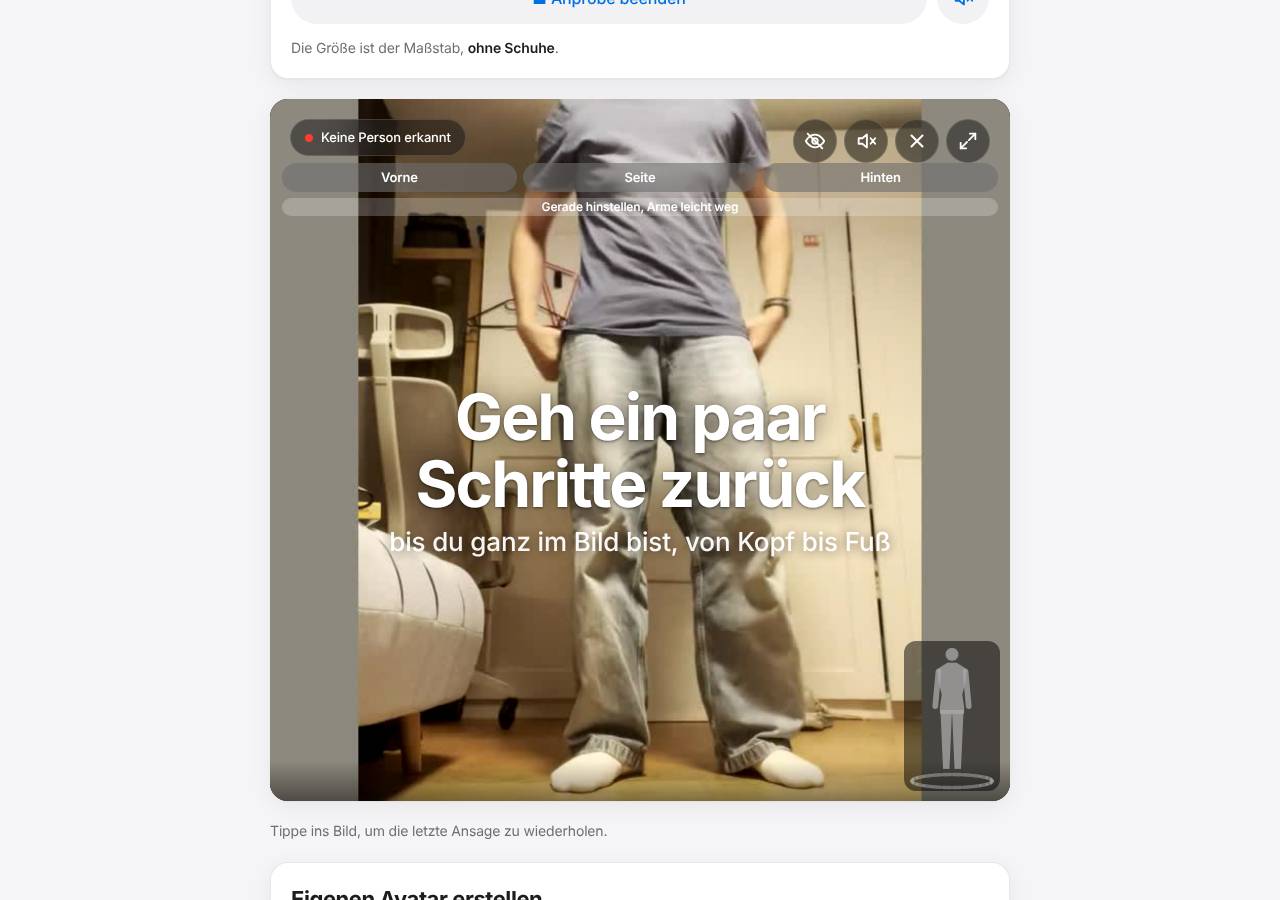 Anprobe beenden
Die Größe ist der Maßstab, ohne Schuhe.
Keine Person erkannt
Vorne
Seite
Hinten
Gerade hinstellen, Arme leicht weg
Geh ein paar
Schritte zurück
bis du ganz im Bild bist, von Kopf bis Fuß
Tippe ins Bild, um die letzte Ansage zu wiederholen.
Eigenen Avatar erstellen